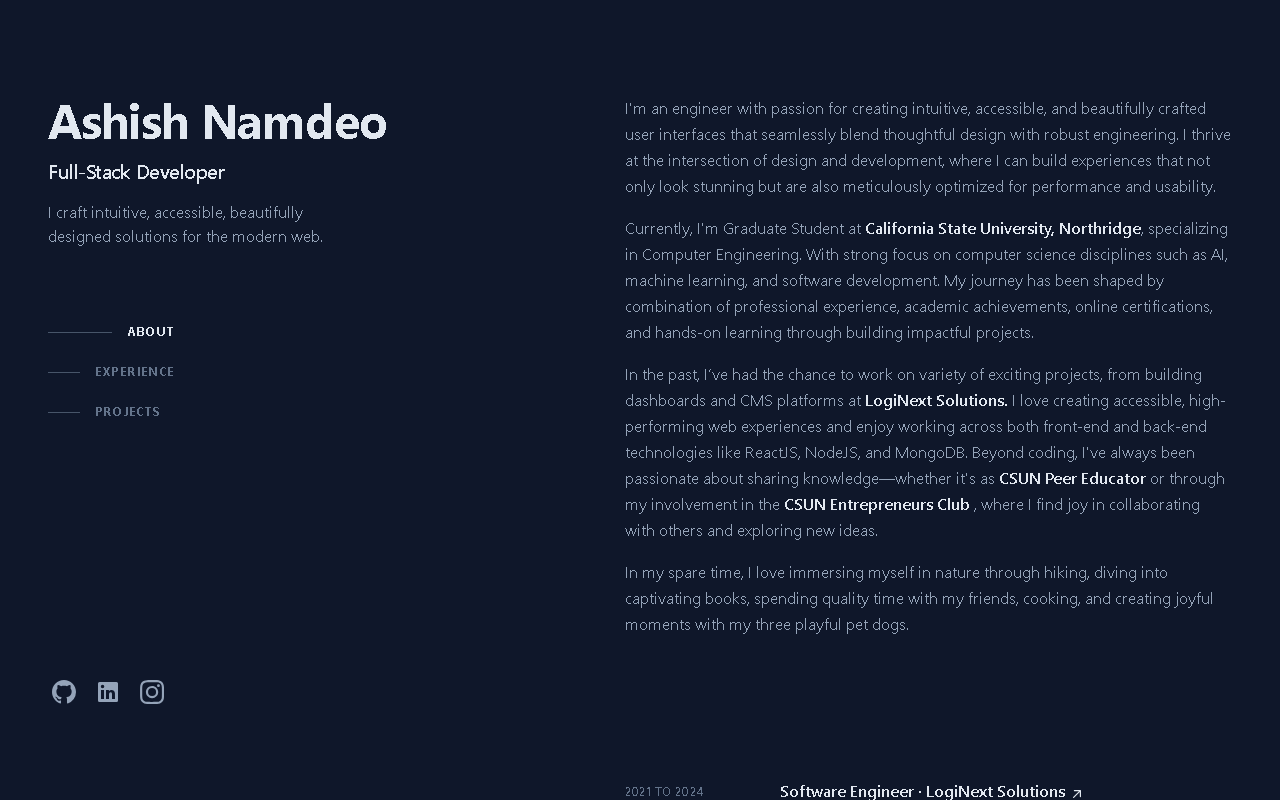 Ashish Namdeo
Full-Stack Developer
I craft intuitive, accessible, beautifully
designed solutions for the modern web.
ABOUT
EXPERIENCE
PROJECTS
I'm an engineer with passion for creating intuitive, accessible, and beautifully crafted
user interfaces that seamlessly blend thoughtful design with robust engineering. I thrive
at the intersection of design and development, where I can build experiences that not
only look stunning but are also meticulously optimized for performance and usability.
Currently, I'm Graduate Student at California State University, Northridge, specializing
in Computer Engineering. With strong focus on computer science disciplines such as AI,
machine learning, and software development. My journey has been shaped by
combination of professional experience, academic achievements, online certifications,
and hands-on learning through building impactful projects.
In the past, I've had the chance to work on variety of exciting projects, from building
dashboards and CMS platforms at LogiNext Solutions. I love creating accessible, high-
performing web experiences and enjoy working across both front-end and back-end
technologies like ReactJS, NodeJS, and MongoDB. Beyond coding, I've always been
passionate about sharing knowledge—whether it's as CSUN Peer Educator or through
my involvement in the CSUN Entrepreneurs Club , where I find joy in collaborating
with others and exploring new ideas.
In my spare time, I love immersing myself in nature through hiking, diving into
captivating books, spending quality time with my friends, cooking, and creating joyful
moments with my three playful pet dogs.
2021 TO 2024
Software Engineer · LogiNext Solutions